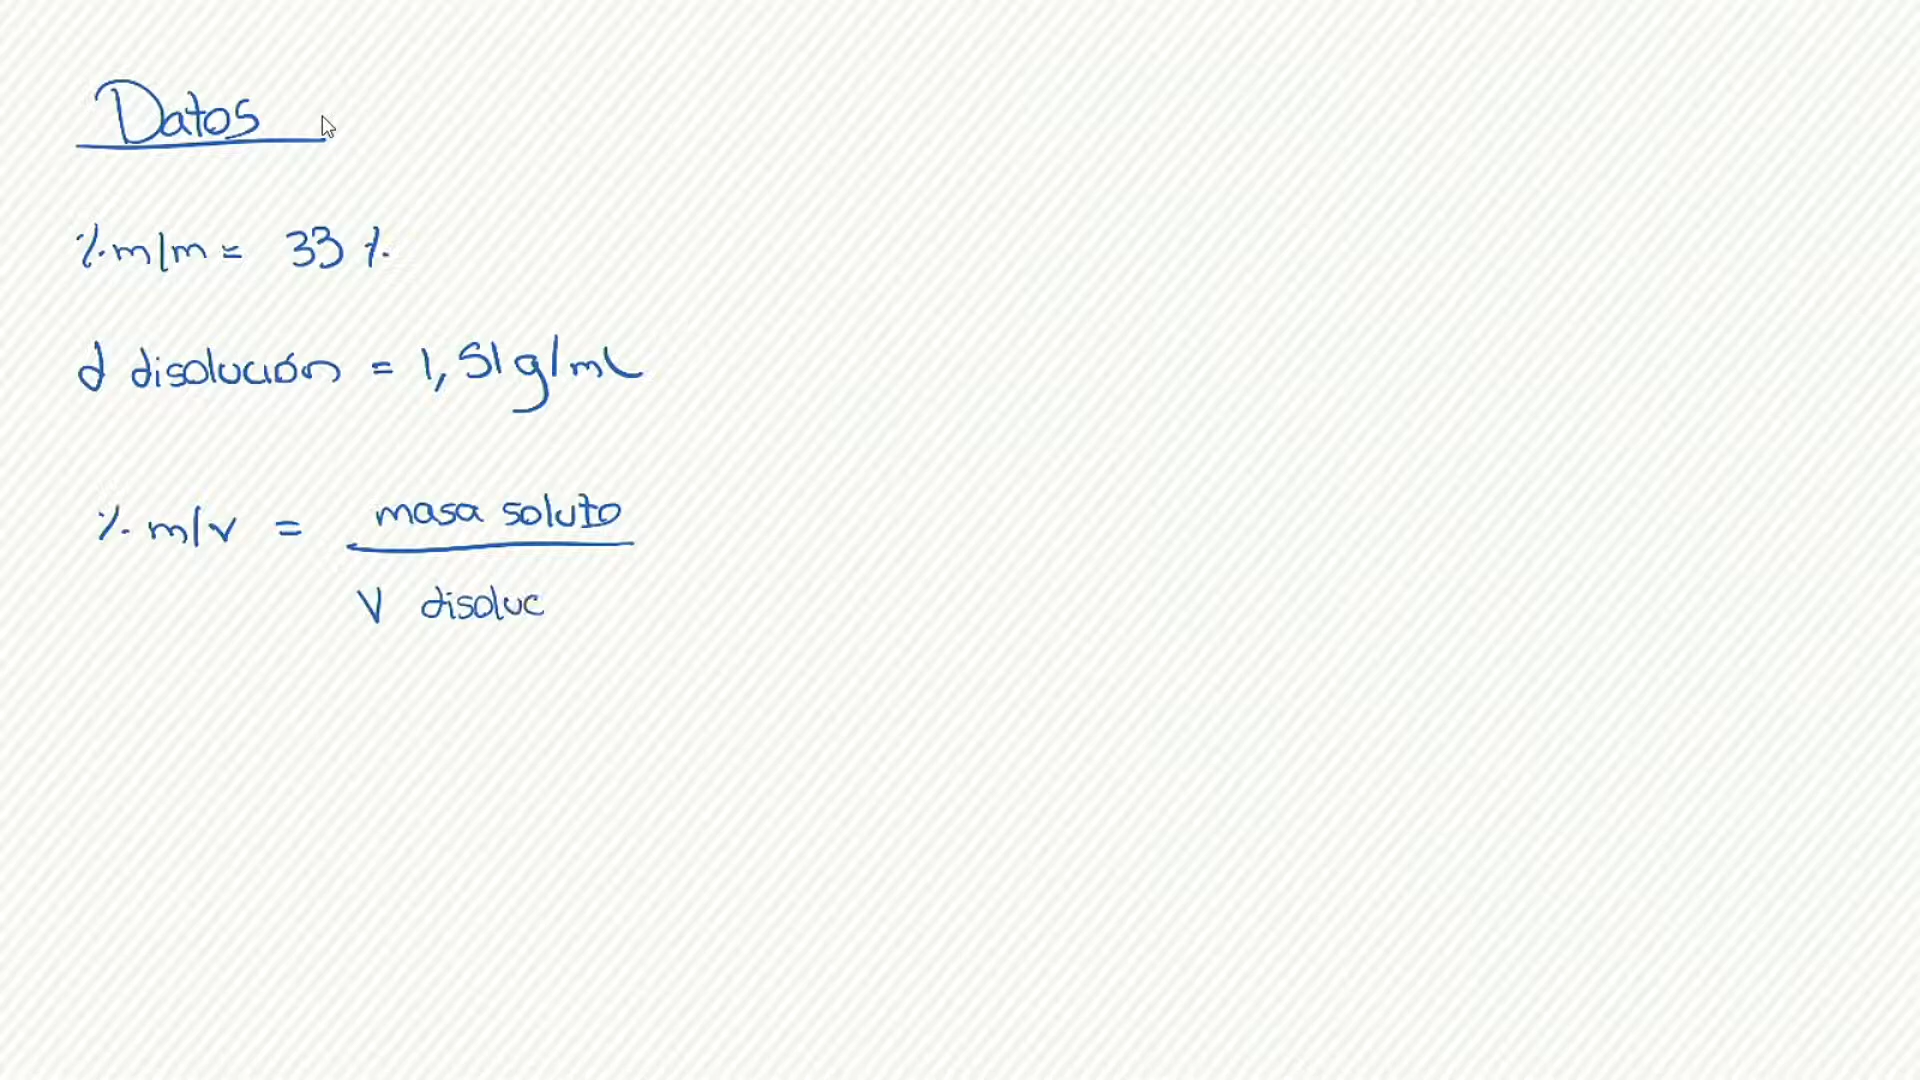 Datos
% m/m = 33 %
d disolución = 1,51 g/mL
% m/v = masa soluto
V disoluc